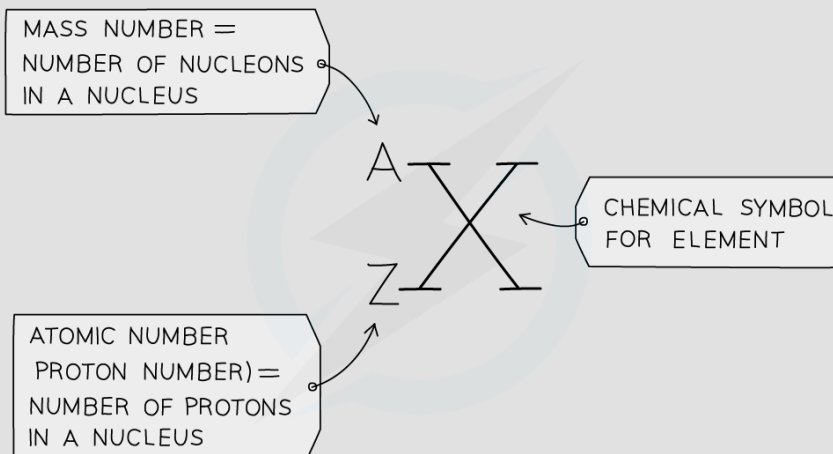 MASS NUMBER =
NUMBER OF NUCLEONS
IN A NUCLEUS
A
X
Z
CHEMICAL SYMBOL
FOR ELEMENT
ATOMIC NUMBER
PROTON NUMBER) =
NUMBER OF PROTONS
IN A NUCLEUS